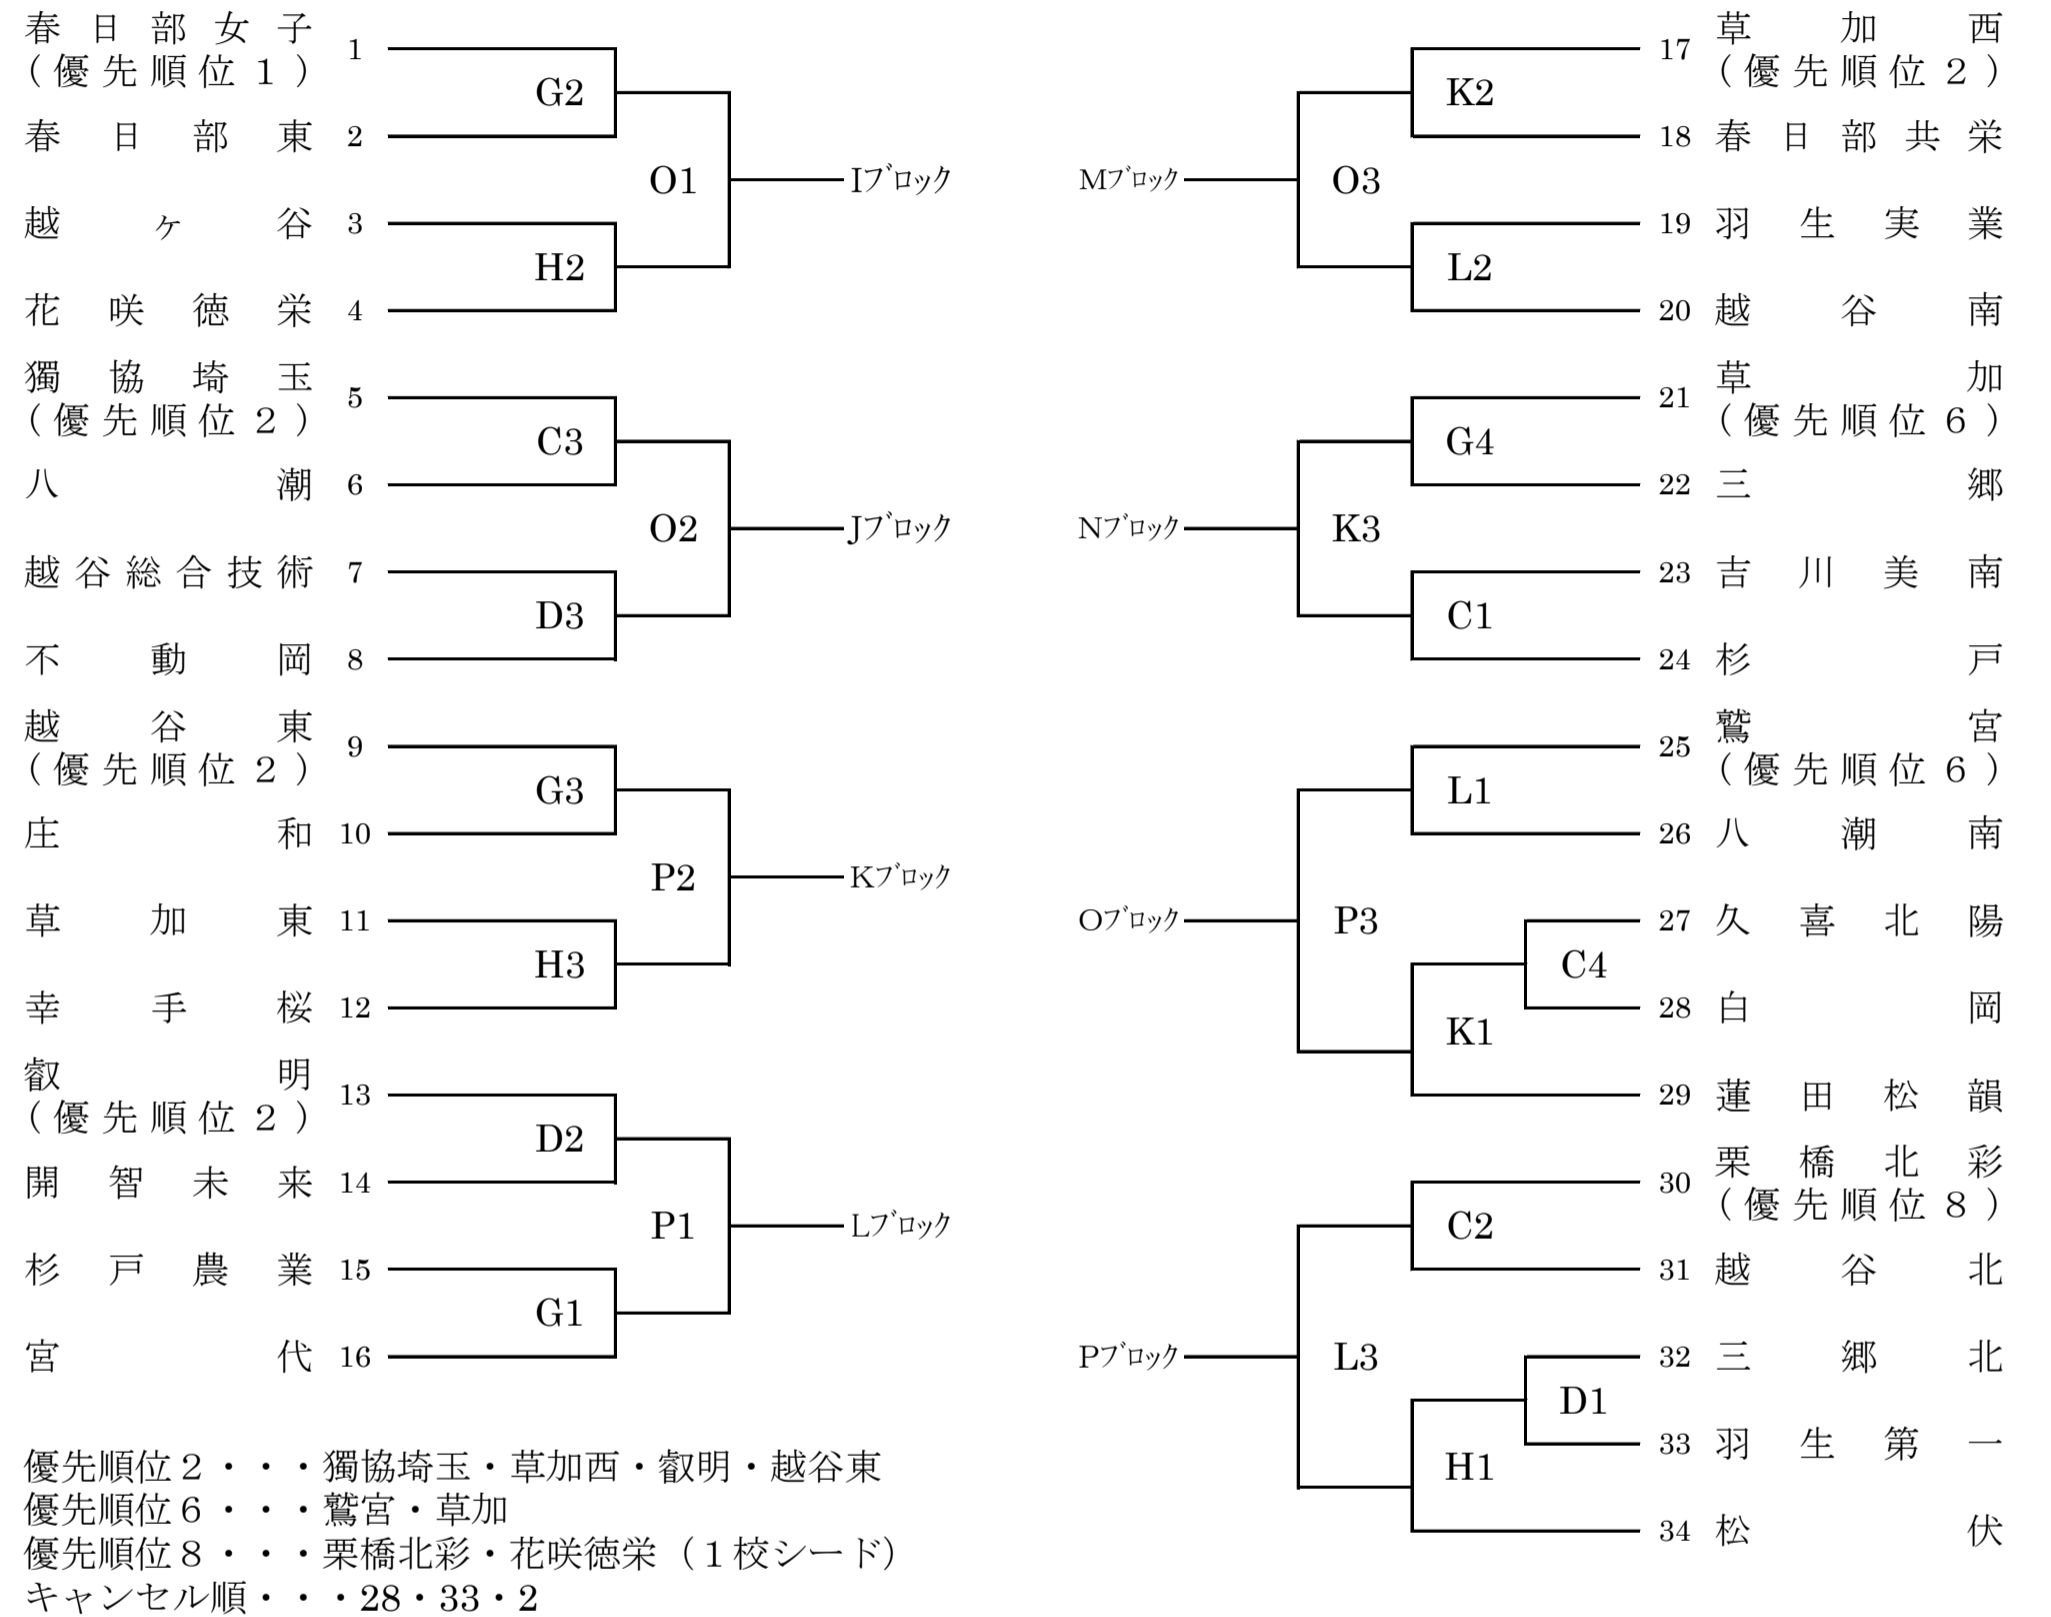 春日部女子
(優先順位1) 1
G2
春日部東 2
O1 Iブロック
越ヶ谷 3
H2
花咲徳栄 4
獨協埼玉
(優先順位2) 5
C3
八潮 6
O2 Jブロック
越谷総合技術 7
D3
不動岡 8
越谷東
(優先順位2) 9
G3
庄和 10
P2 Kブロック
草加東 11
H3
幸手桜 12
叡明
(優先順位2) 13
D2
開智未来 14
P1 Lブロック
杉戸農業 15
G1
宮代 16
17 草加西
(優先順位2)
K2
18 春日部共栄
Mブロック O3
19 羽生実業
L2
20 越谷南
21 草加
(優先順位6)
G4
22 三郷
Nブロック K3
23 吉川美南
C1
24 杉戸
25 鷲宮
(優先順位6)
L1
26 八潮南
Oブロック P3
27 久喜北陽
C4
28 白岡
K1
29 蓮田松韻
30 栗橋北彩
(優先順位8)
C2
31 越谷北
Pブロック L3
32 三郷北
D1
33 羽生第一
H1
34 松伏
優先順位2・・・獨協埼玉・草加西・叡明・越谷東
優先順位6・・・鷲宮・草加
優先順位8・・・栗橋北彩・花咲徳栄(1校シード)
キャンセル順・・・28・33・2